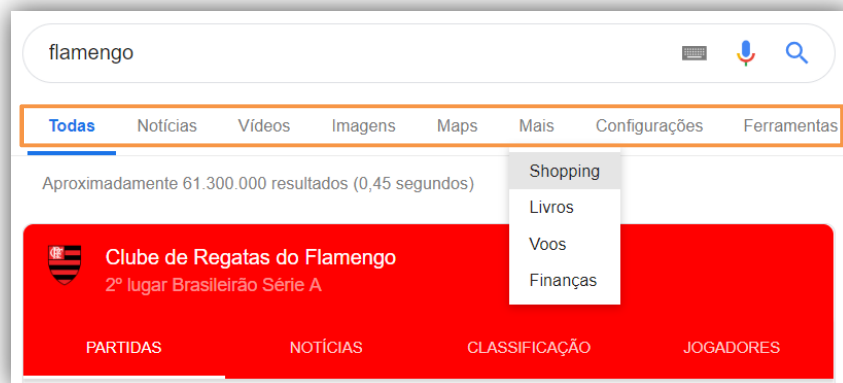 flamengo
Todas Notícias Vídeos Imagens Maps Mais Configurações Ferramentas
Shopping
Livros
Voos
Finanças
Aproximadamente 61.300.000 resultados (0,45 segundos)
Clube de Regatas do Flamengo
2º lugar Brasileirão Série A
PARTIDAS NOTÍCIAS CLASSIFICAÇÃO JOGADORES